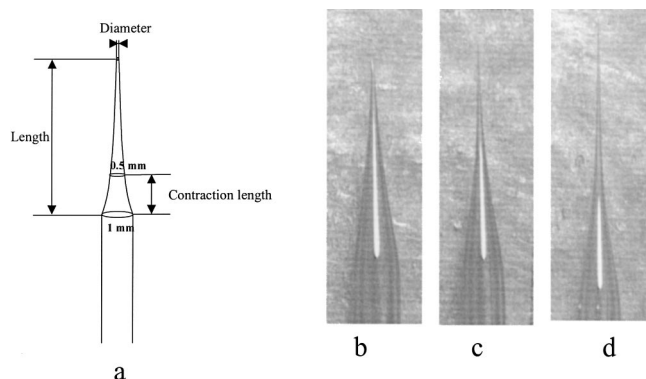 Diameter
Length
0.5 mm
Contraction length
1 mm
a
b
c
d